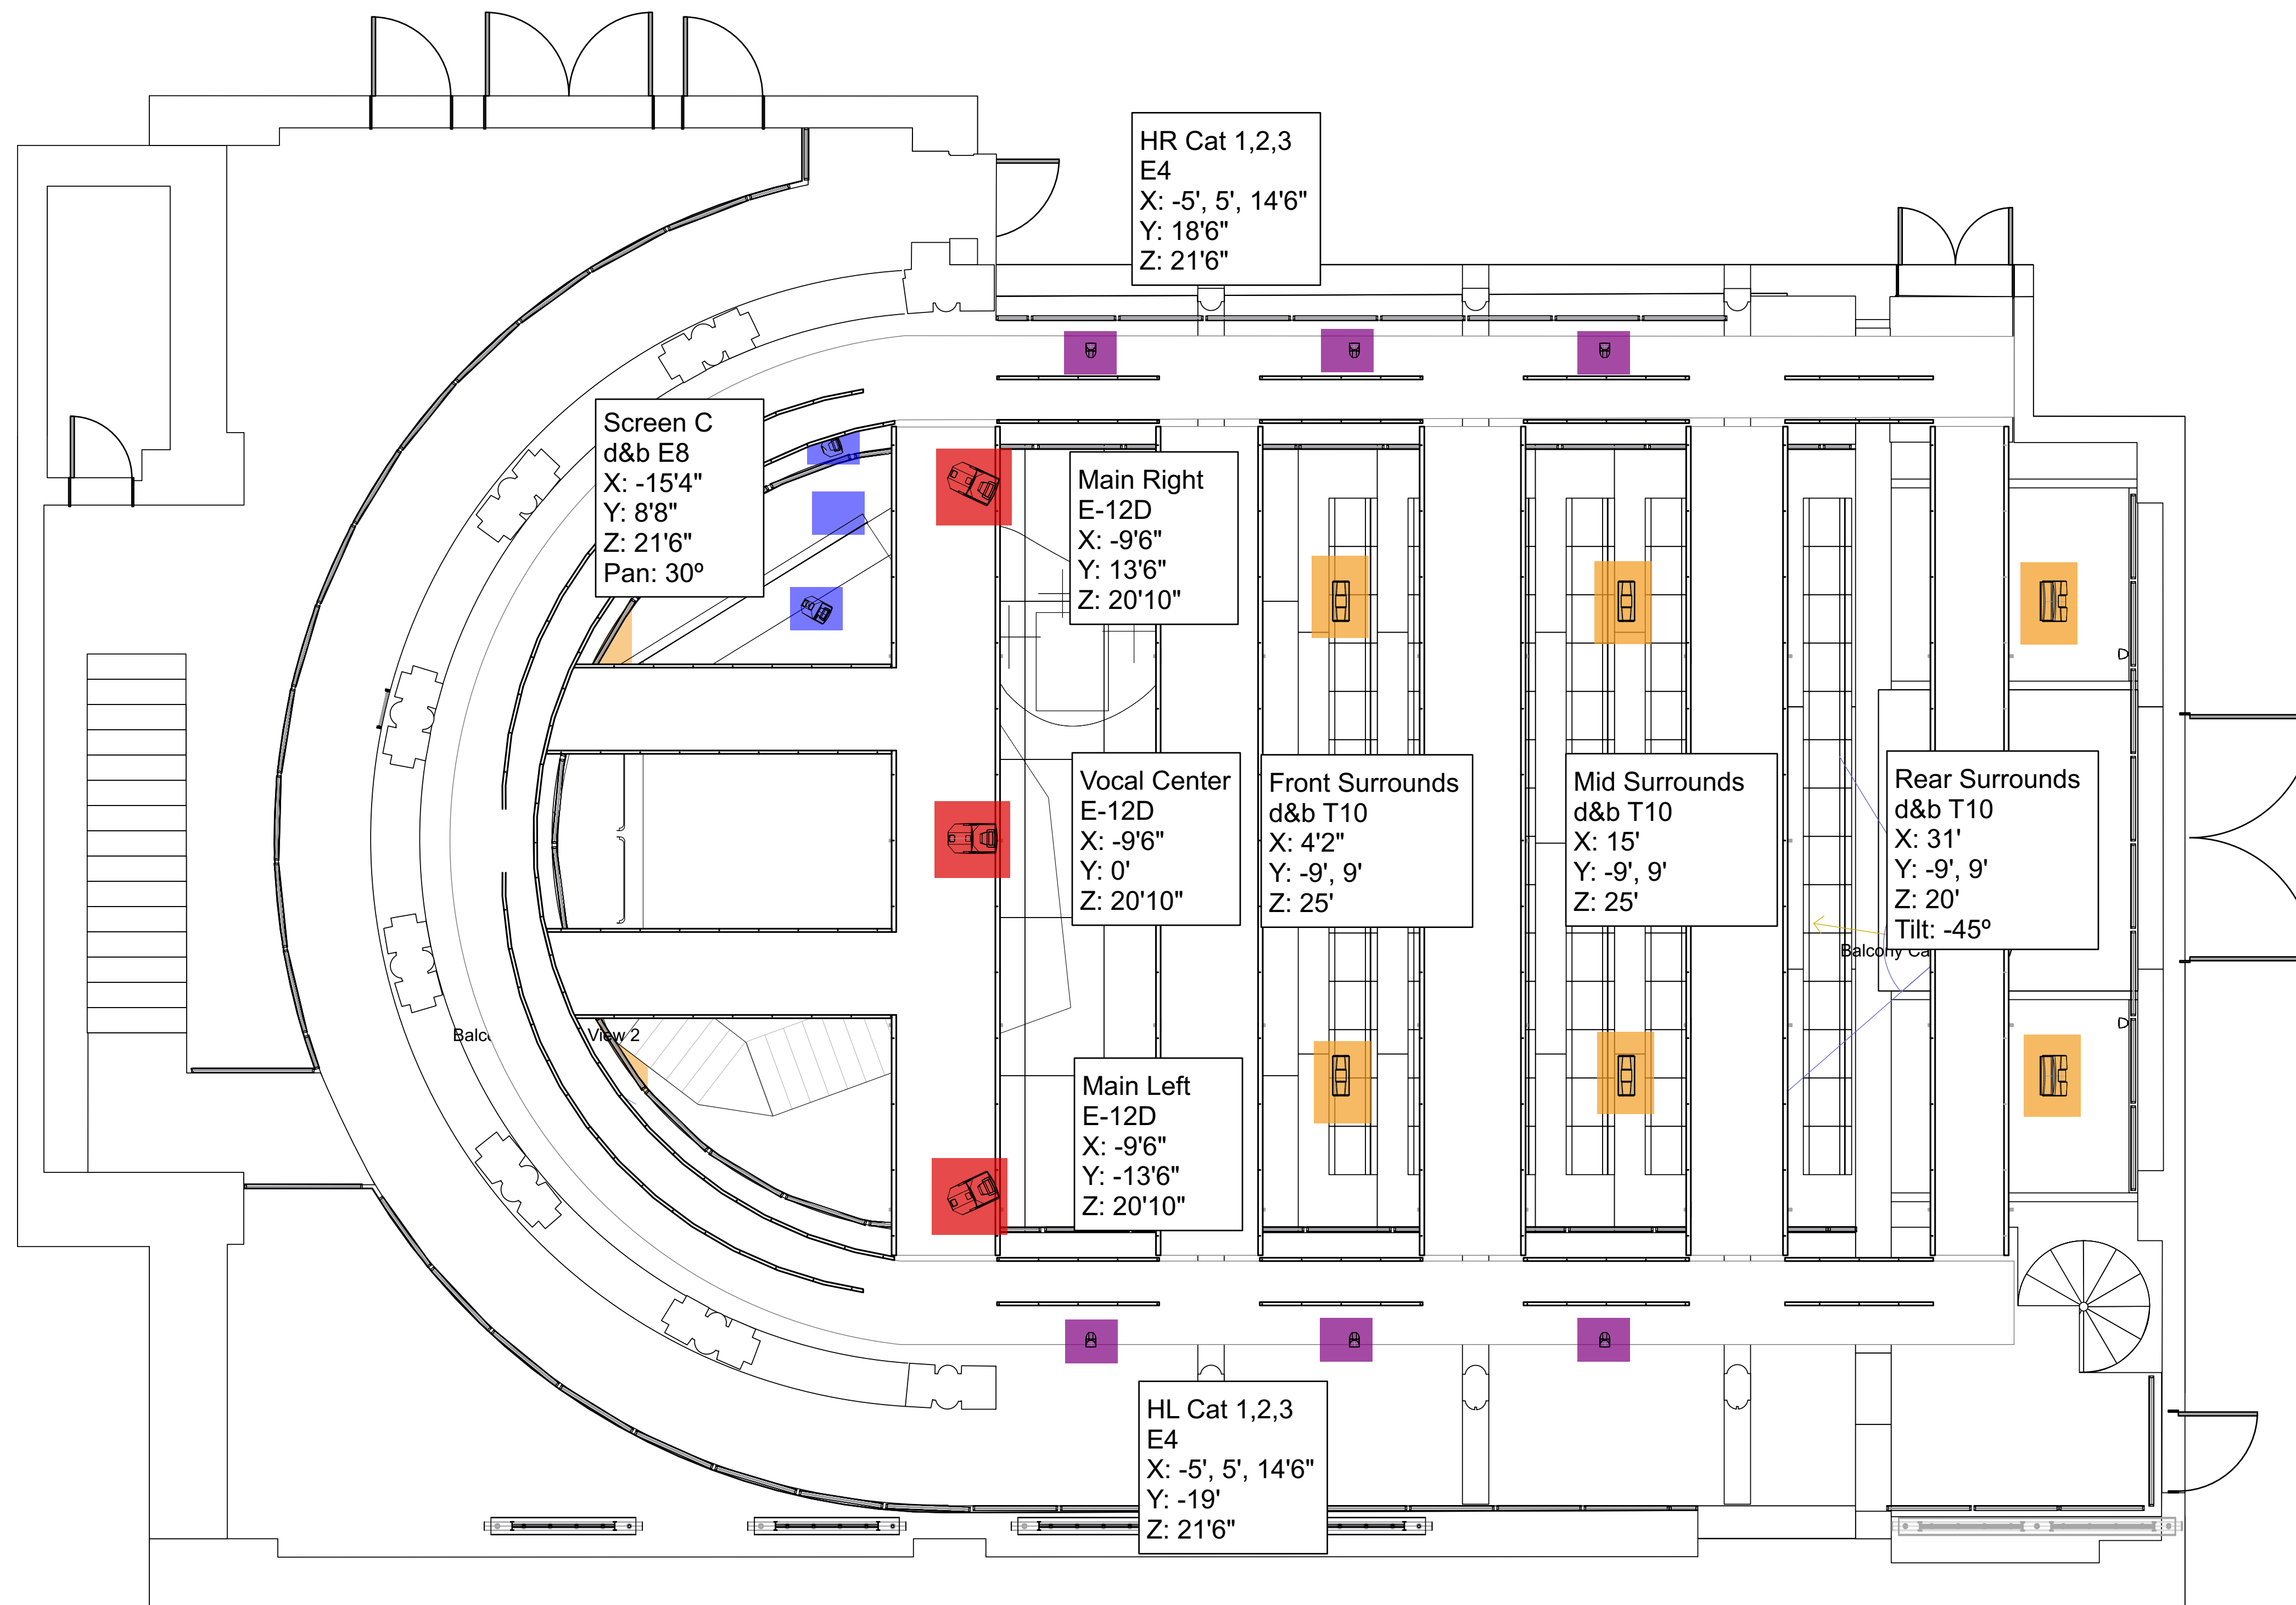 HR Cat 1,2,3
E4
X: -5', 5', 14'6"
Y: 18'6"
Z: 21'6"
Screen C
d&b E8
X: -15'4"
Y: 8'8"
Z: 21'6"
Pan: 30º
Main Right
E-12D
X: -9'6"
Y: 13'6"
Z: 20'10"
Vocal Center
E-12D
X: -9'6"
Y: 0'
Z: 20'10"
Front Surrounds
d&b T10
X: 4'2"
Y: -9', 9'
Z: 25'
Mid Surrounds
d&b T10
X: 15'
Y: -9', 9'
Z: 25'
Rear Surrounds
d&b T10
X: 31'
Y: -9', 9'
Z: 20'
Tilt: -45º
Balcony
View 2
Main Left
E-12D
X: -9'6"
Y: -13'6"
Z: 20'10"
HL Cat 1,2,3
E4
X: -5', 5', 14'6"
Y: -19'
Z: 21'6"